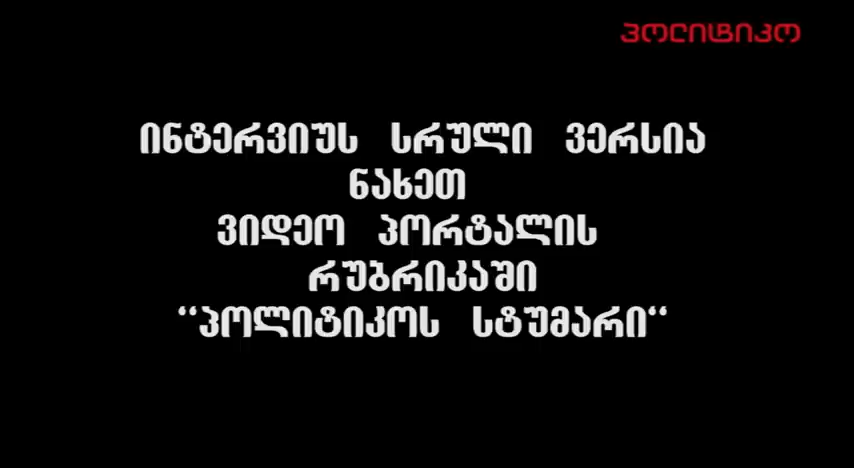 პოლიტიკო
ინტერვიუს სრული ვერსია
ნახეთ
ვიდეო პორტალის
რუბრიკაში
“პოლიტიკოს სტუმარი“